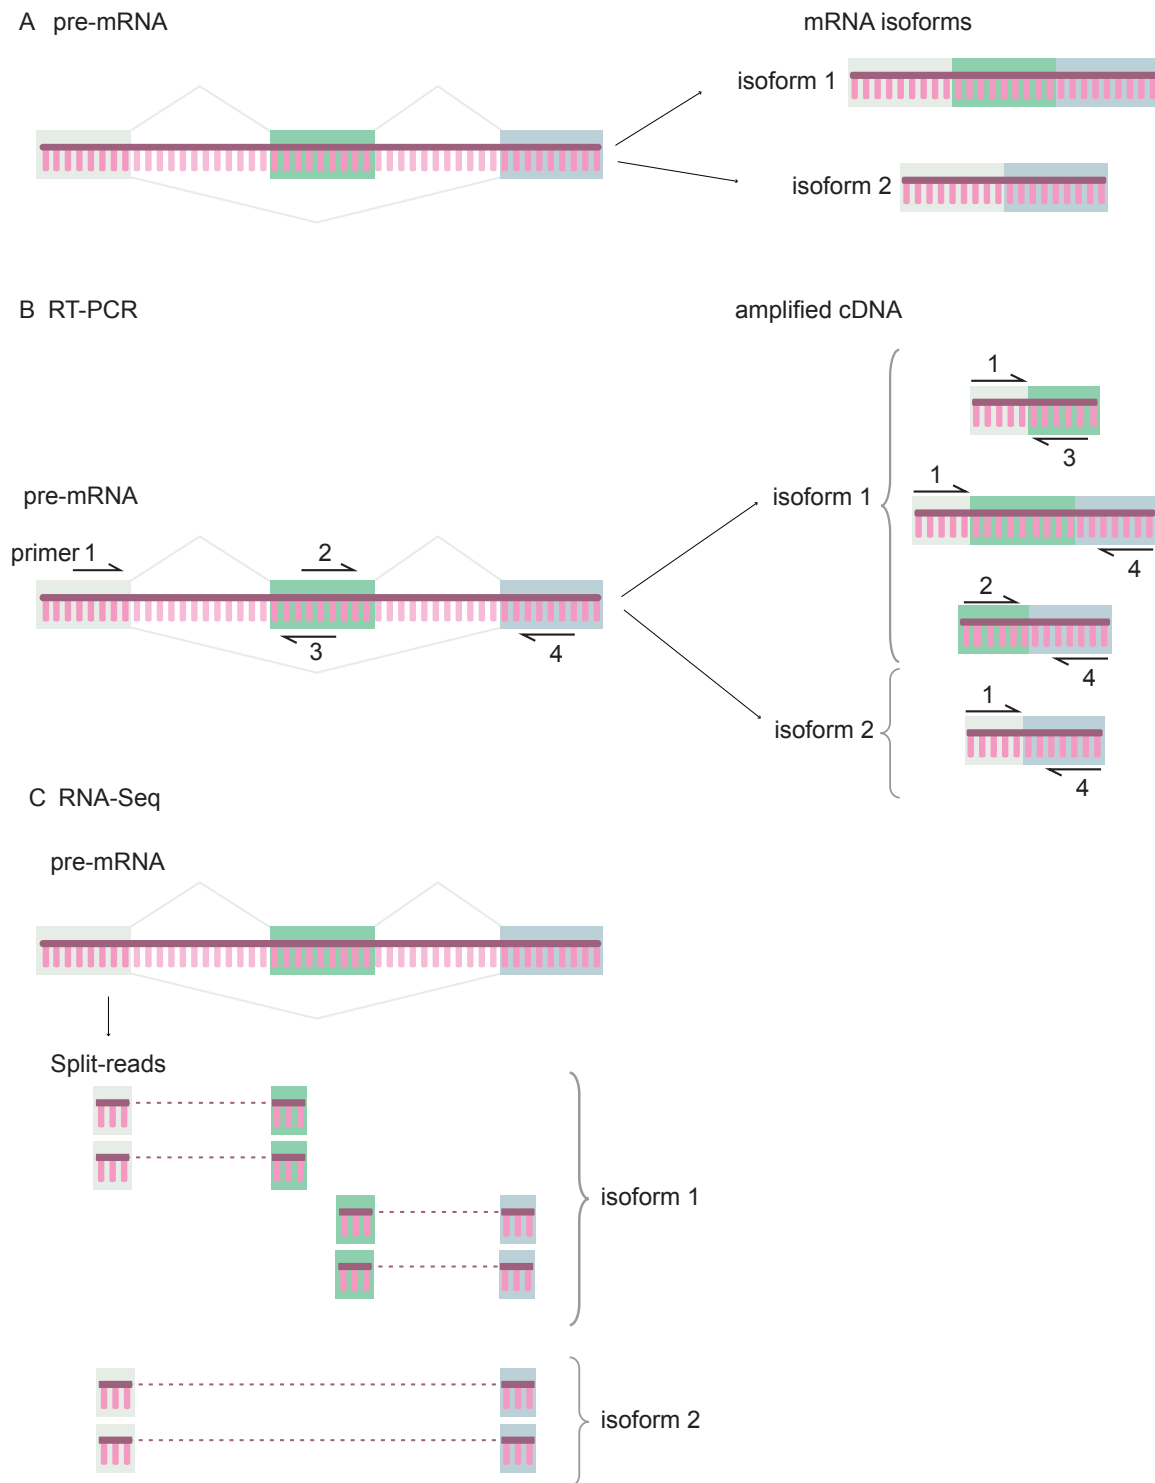 A pre-mRNA
mRNA isoforms
isoform 1
isoform 2
B RT-PCR
amplified cDNA
1
3
pre-mRNA
isoform 1
1
primer 1
2
4
3
4
2
4
isoform 2
1
4
C RNA-Seq
pre-mRNA
Split-reads
isoform 1
isoform 2